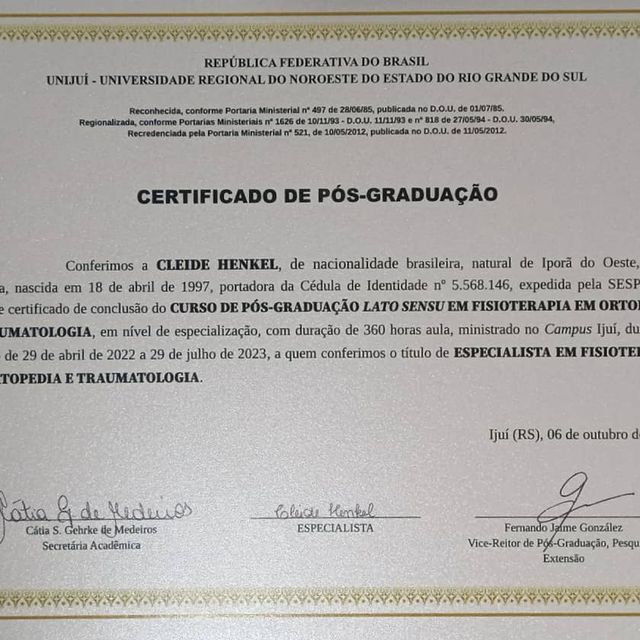 REPÚBLICA FEDERATIVA DO BRASIL
UNIJUÍ - UNIVERSIDADE REGIONAL DO NOROESTE DO ESTADO DO RIO GRANDE DO SUL
Reconhecida, conforme Portaria Ministerial nº 497 de 28/06/85, publicada no D.O.U. de 01/07/85.
Regionalizada, conforme Portarias Ministeriais nº 1626 de 10/11/93 - D.O.U. 11/11/93 e nº 818 de 27/05/94 - D.O.U. 30/05/94,
Recredenciada pela Portaria Ministerial nº 521, de 10/05/2012, publicada no D.O.U. de 11/05/2012.
CERTIFICADO DE PÓS-GRADUAÇÃO
Conferimos a CLEIDE HENKEL, de nacionalidade brasileira, natural de Iporã do Oeste,
a, nascida em 18 de abril de 1997, portadora da Cédula de Identidade nº 5.568.146, expedida pela SESP
e certificado de conclusão do CURSO DE PÓS-GRADUAÇÃO LATO SENSU EM FISIOTERAPIA EM ORTO
UMATOLOGIA, em nível de especialização, com duração de 360 horas aula, ministrado no Campus Ijuí, du
de 29 de abril de 2022 a 29 de julho de 2023, a quem conferimos o título de ESPECIALISTA EM FISIOTE
TOPEDIA E TRAUMATOLOGIA.
Ijuí (RS), 06 de outubro d
Cátia G de Medeiros
Cleide Henkel
Cátia S. Gehrke de Medeiros
Secretária Acadêmica
ESPECIALISTA
Fernando Jaime González
Vice-Reitor de Pós-Graduação, Pesqu
Extensão